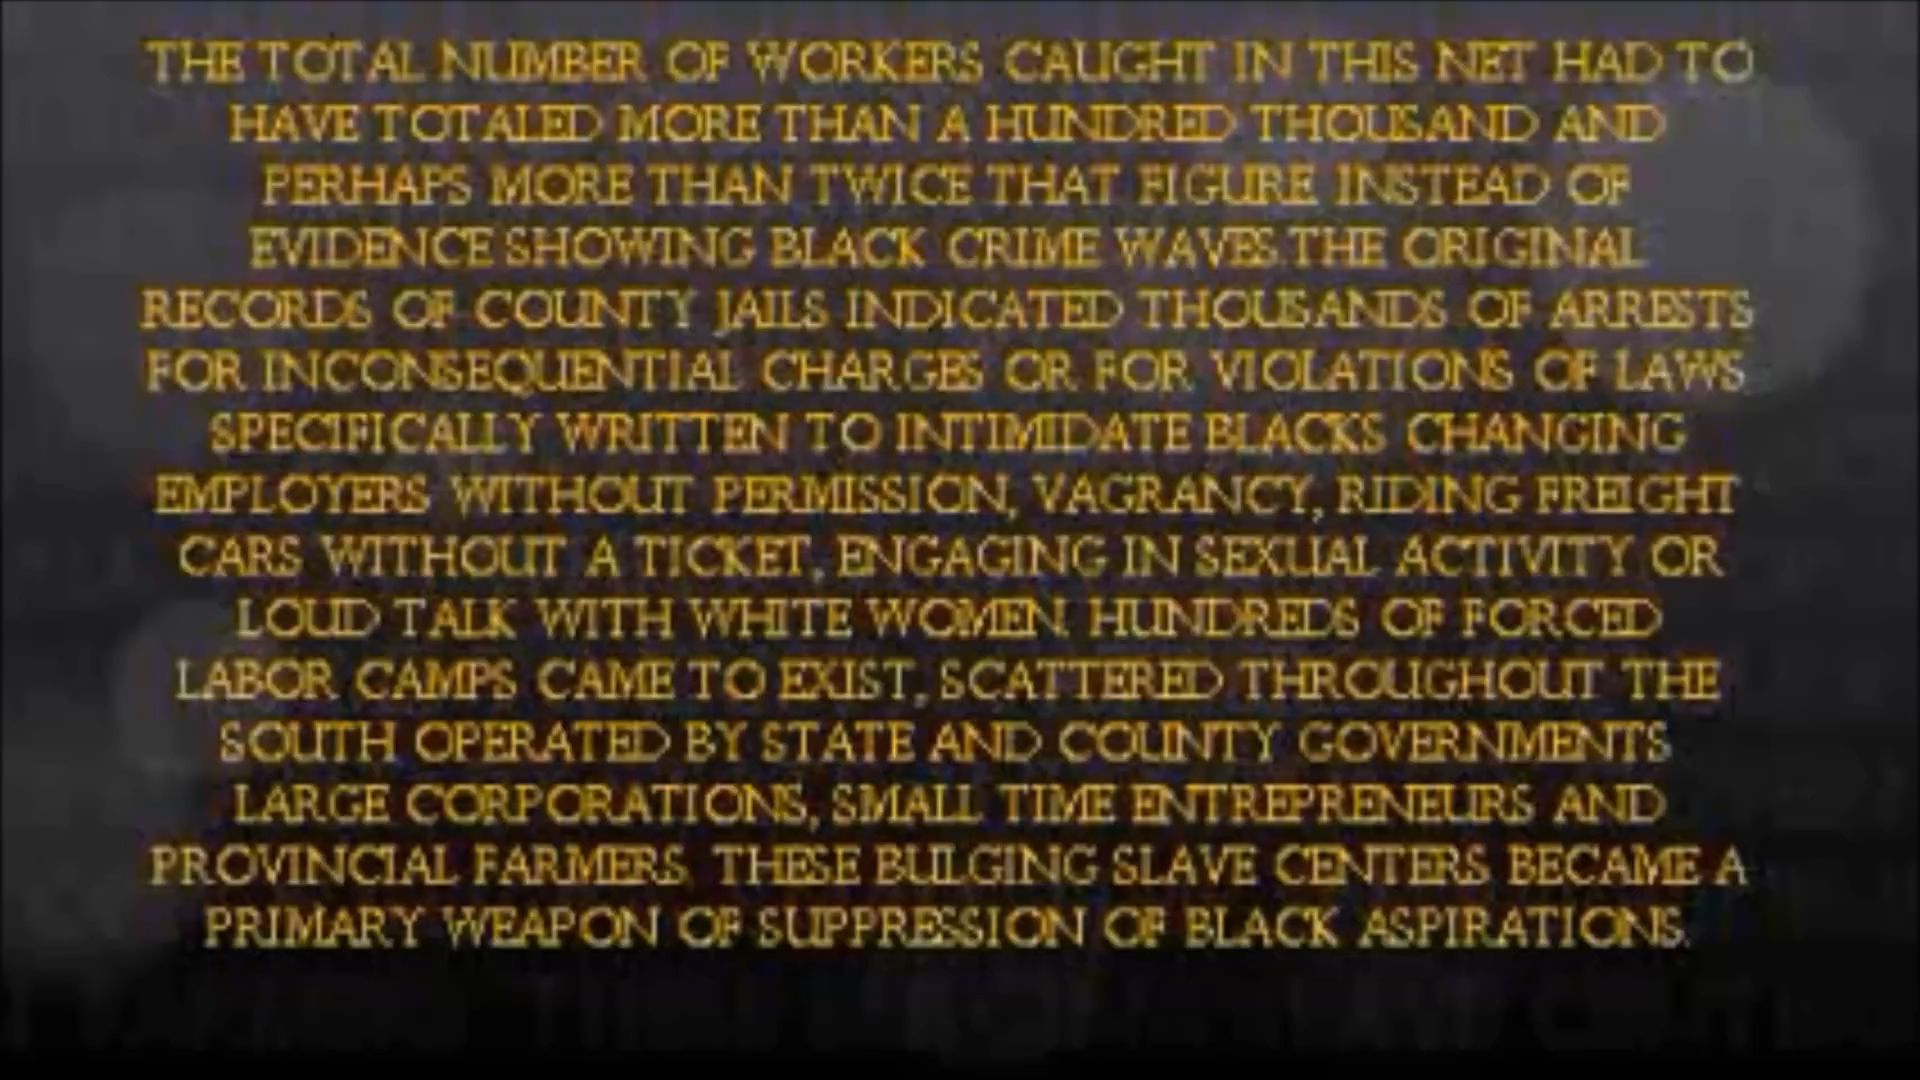 THE TOTAL NUMBER OF WORKERS CAUGHT IN THIS NET HAD TO
HAVE TOTALED MORE THAN A HUNDRED THOUSAND AND
PERHAPS MORE THAN TWICE THAT FIGURE INSTEAD OF
EVIDENCE SHOWING BLACK CRIME WAVES.THE ORIGINAL
RECORDS OF COUNTY JAILS INDICATED THOUSANDS OF ARRESTS
FOR INCONSEQUENTIAL CHARGES OR FOR VIOLATIONS OF LAWS
SPECIFICALLY WRITTEN TO INTIMIDATE BLACKS CHANGING
EMPLOYERS WITHOUT PERMISSION, VAGRANCY, RIDING FREIGHT
CARS WITHOUT A TICKET, ENGAGING IN SEXUAL ACTIVITY OR
LOUD TALK WITH WHITE WOMEN. HUNDREDS OF FORCED
LABOR CAMPS CAME TO EXIST, SCATTERED THROUGHOUT THE
SOUTH OPERATED BY STATE AND COUNTY GOVERNMENTS
LARGE CORPORATIONS, SMALL TIME ENTREPRENEURS AND
PROVINCIAL FARMERS. THESE BULGING SLAVE CENTERS BECAME A
PRIMARY WEAPON OF SUPPRESSION OF BLACK ASPIRATIONS.